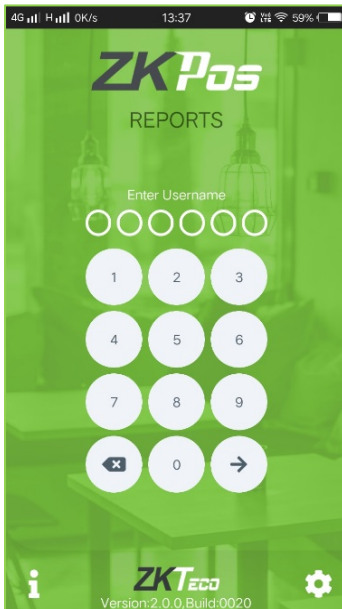 4G H 0K/s 13:37 59%
ZKPos
REPORTS
Enter Username
1 2 3
4 5 6
7 8 9
0
ZKTECO
Version:2.0.0,Build:0020